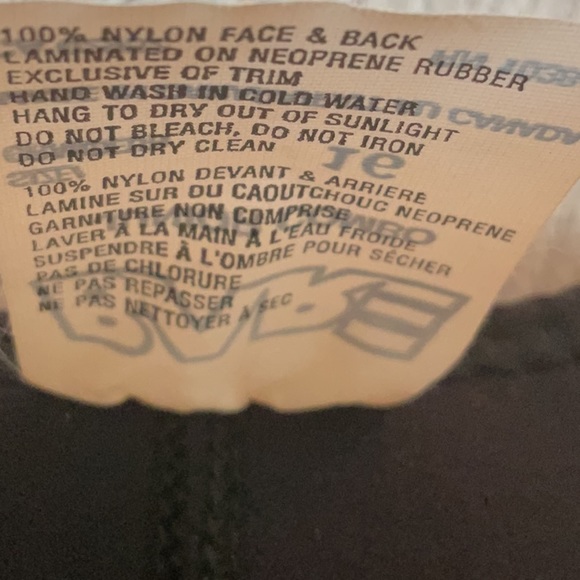 100% NYLON FACE & BACK
LAMINATED ON NEOPRENE RUBBER
EXCLUSIVE OF TRIM
HAND WASH IN COLD WATER
HANG TO DRY OUT OF SUNLIGHT
DO NOT BLEACH, DO NOT IRON
DO NOT DRY CLEAN
100% NYLON DEVANT & ARRIERE
LAMINE SUR DU CAOUTCHOUC NEOPRENE
GARNITURE NON COMPRISE
LAVER À LA MAIN À L'EAU FROIDE
SUSPENDRE À L'OMBRE POUR SÉCHER
PAS DE CHLORURE
NE PAS REPASSER
NE PAS NETTOYER À SEC